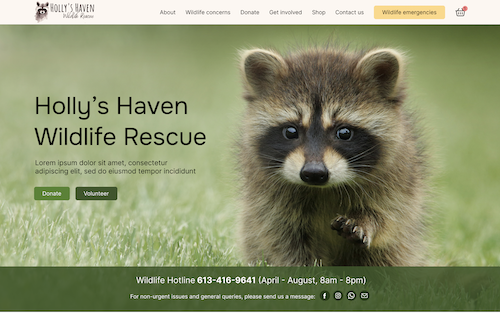 HOLLY'S HAVEN
Wildlife Rescue
About Wildlife concerns Donate Get involved Shop Contact us Wildlife emergencies
Holly's Haven
Wildlife Rescue
Lorem ipsum dolor sit amet, consectetur
adipiscing elit, sed do eiusmod tempor incididunt
Donate Volunteer
Wildlife Hotline 613-416-9641 (April - August, 8am - 8pm)
For non-urgent issues and general queries, please send us a message: